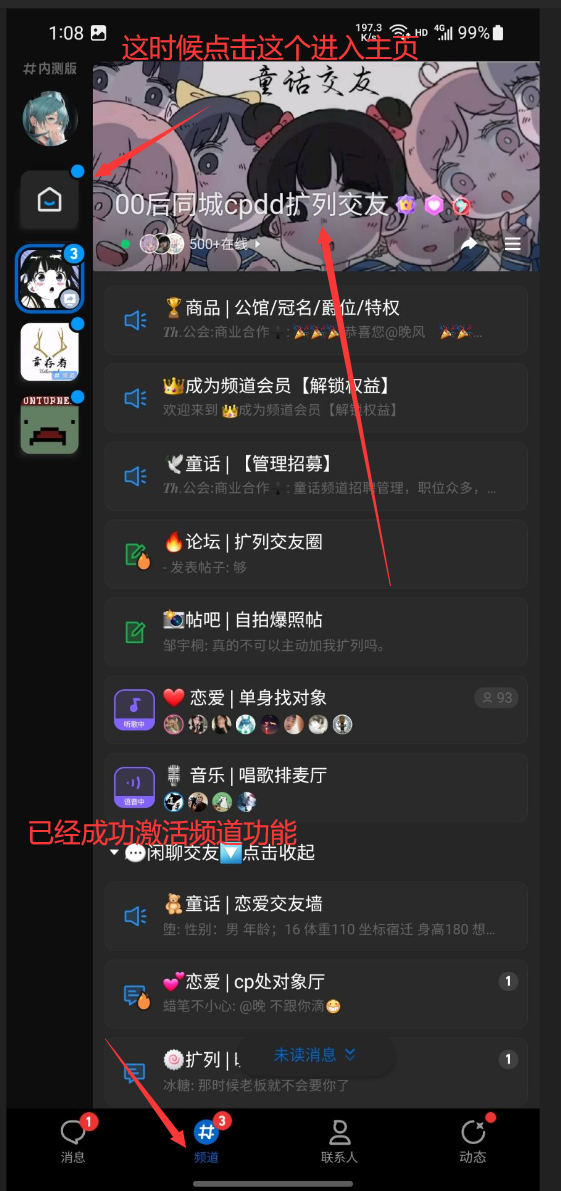 1:08
197.3 K/s HD 4G 99%
这时候点击这个进入主页
#内测版
童话交友
00后同城cpdd扩列交友
500+在线
3
雷存者
ONTURNE
🏆商品 | 公馆/冠名/爵位/特权
Th.公会:商业合作🕴: 🎉🎉🎉恭喜您@晚风 🎉🎉...
👑成为频道会员【解锁权益】
欢迎来到 👑成为频道会员【解锁权益】
🕊童话 | 【管理招募】
Th.公会:商业合作🕴: 童话频道招聘管理，职位众多，...
🔥论坛 | 扩列交友圈
- 发表帖子: 够
📸帖吧 | 自拍爆照帖
邹宇桐: 真的不可以主动加我扩列吗。
❤️ 恋爱 | 单身找对象
93
听歌中
🎙 音乐 | 唱歌排麦厅
语音中
已经成功激活频道功能
💬闲聊交友🔽点击收起
🧸童话 | 恋爱交友墙
堕: 性别：男 年龄；16 体重110 坐标宿迁 身高180 想...
💕恋爱 | cp处对象厅
1
蜡笔不小心: @晚 不跟你滴😁
🍥扩列 |
未读消息
1
冰糖: 那时候老板就不会要你了
1
3
消息
频道
联系人
动态